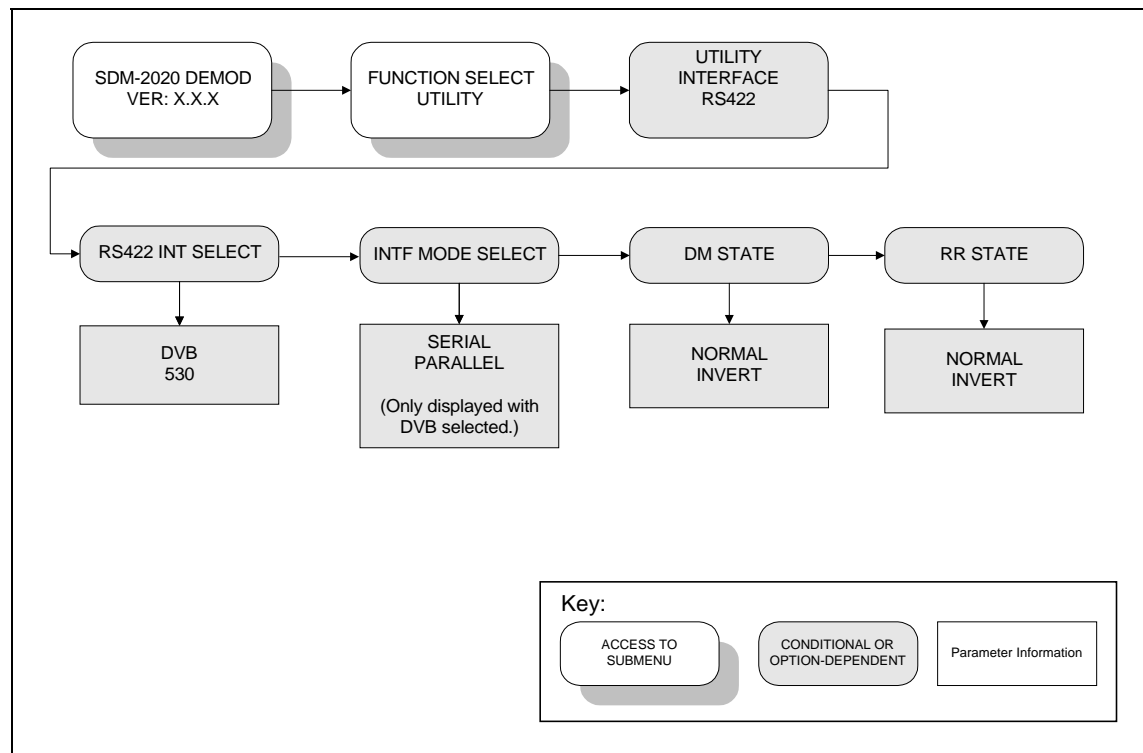 SDM-2020 DEMOD
VER: X.X.X
FUNCTION SELECT
UTILITY
UTILITY
INTERFACE
RS422
RS422 INT SELECT
INTF MODE SELECT
DM STATE
RR STATE
DVB
530
SERIAL
PARALLEL
(Only displayed with
DVB selected.)
NORMAL
INVERT
NORMAL
INVERT
Key:
ACCESS TO
SUBMENU
CONDITIONAL OR
OPTION-DEPENDENT
Parameter Information